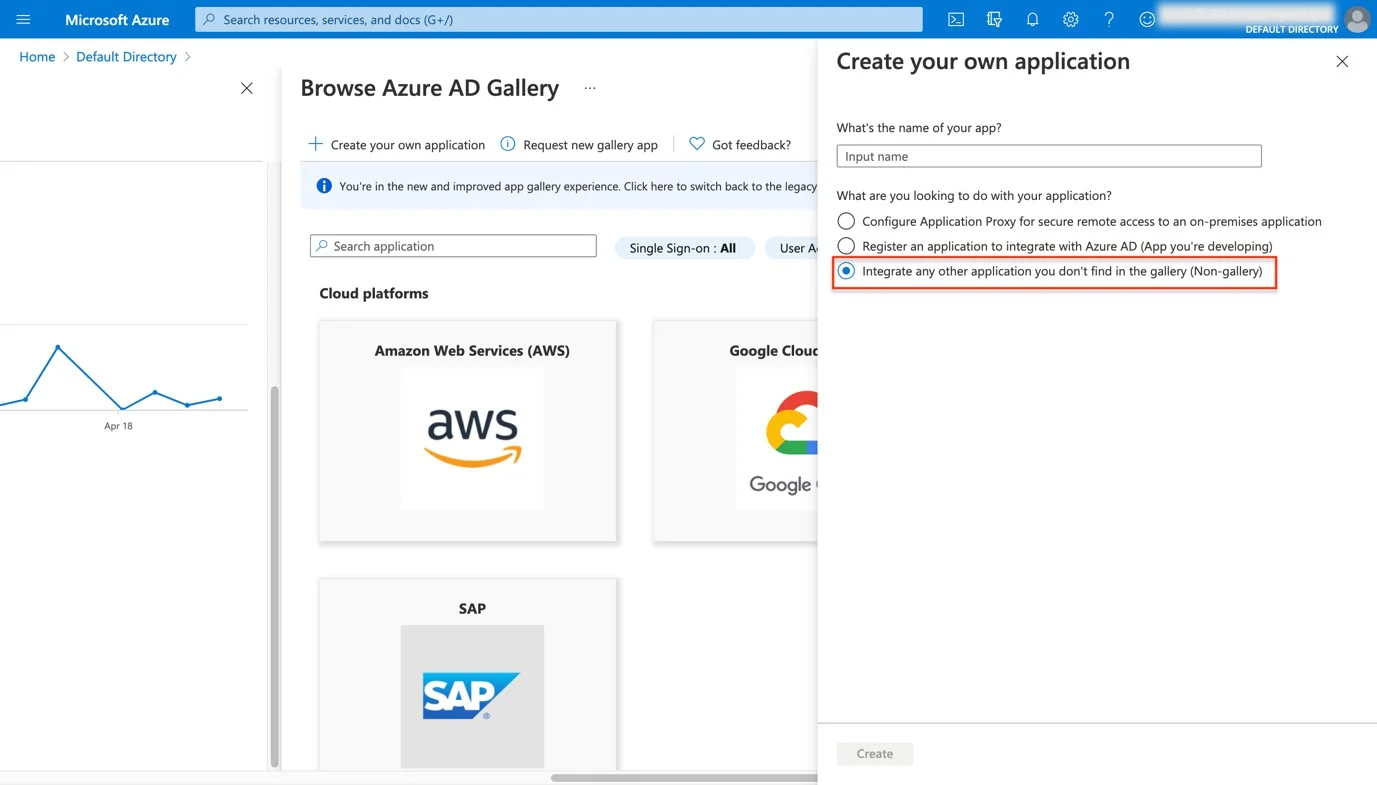 Microsoft Azure
Search resources, services, and docs (G+/)
DEFAULT DIRECTORY
Home
Default Directory
Browse Azure AD Gallery
...
Create your own application
Request new gallery app
Got feedback?
You're in the new and improved app gallery experience. Click here to switch back to the legacy
Search application
Single Sign-on : All
User A
Cloud platforms
Amazon Web Services (AWS)
aws
Google Cloud
Google
SAP
SAP
®
Apr 18
Create your own application
What's the name of your app?
Input name
What are you looking to do with your application?
Configure Application Proxy for secure remote access to an on-premises application
Register an application to integrate with Azure AD (App you're developing)
Integrate any other application you don't find in the gallery (Non-gallery)
Create